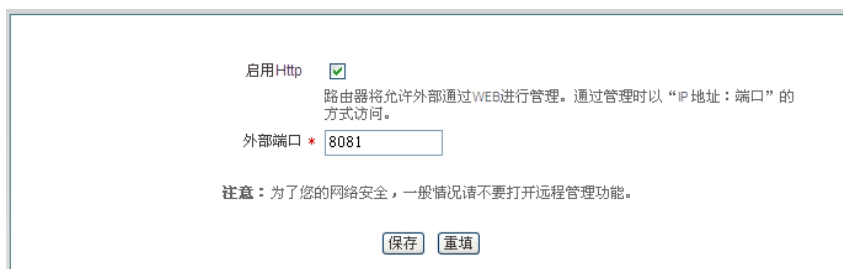 启用Http
路由器将允许外部通过WEB进行管理。通过管理时以“IP地址：端口”的
方式访问。
外部端口 * 8081
注意：为了您的网络安全，一般情况请不要打开远程管理功能。
保存 重填